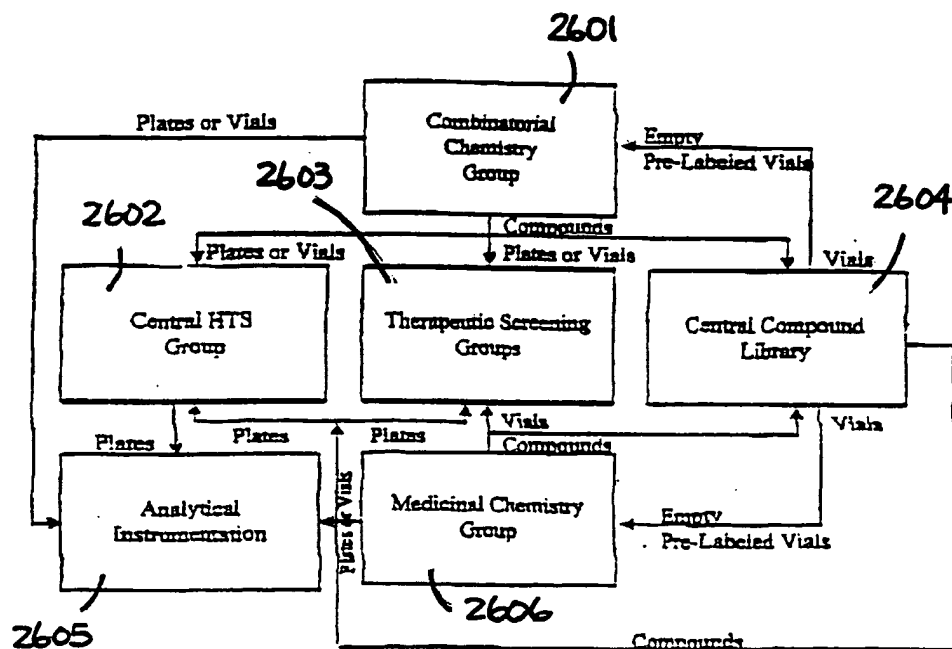 2601
Plates or Vials
Combinatorial
Chemistry
Group
Empty
Pre-Labeled Vials
2603
2602
2604
Compounds
Plates or Vials
Plates or Vials
Vials
Central HTS
Group
Therapeutic Screening
Groups
Central Compound
Library
Plates
Plates
Plates
Vials
Compounds
Vials
Analytical
Instrumentation
Plates or Vials
Medicinal Chemistry
Group
Empty
Pre-Labeled Vials
2605
2606
Compounds